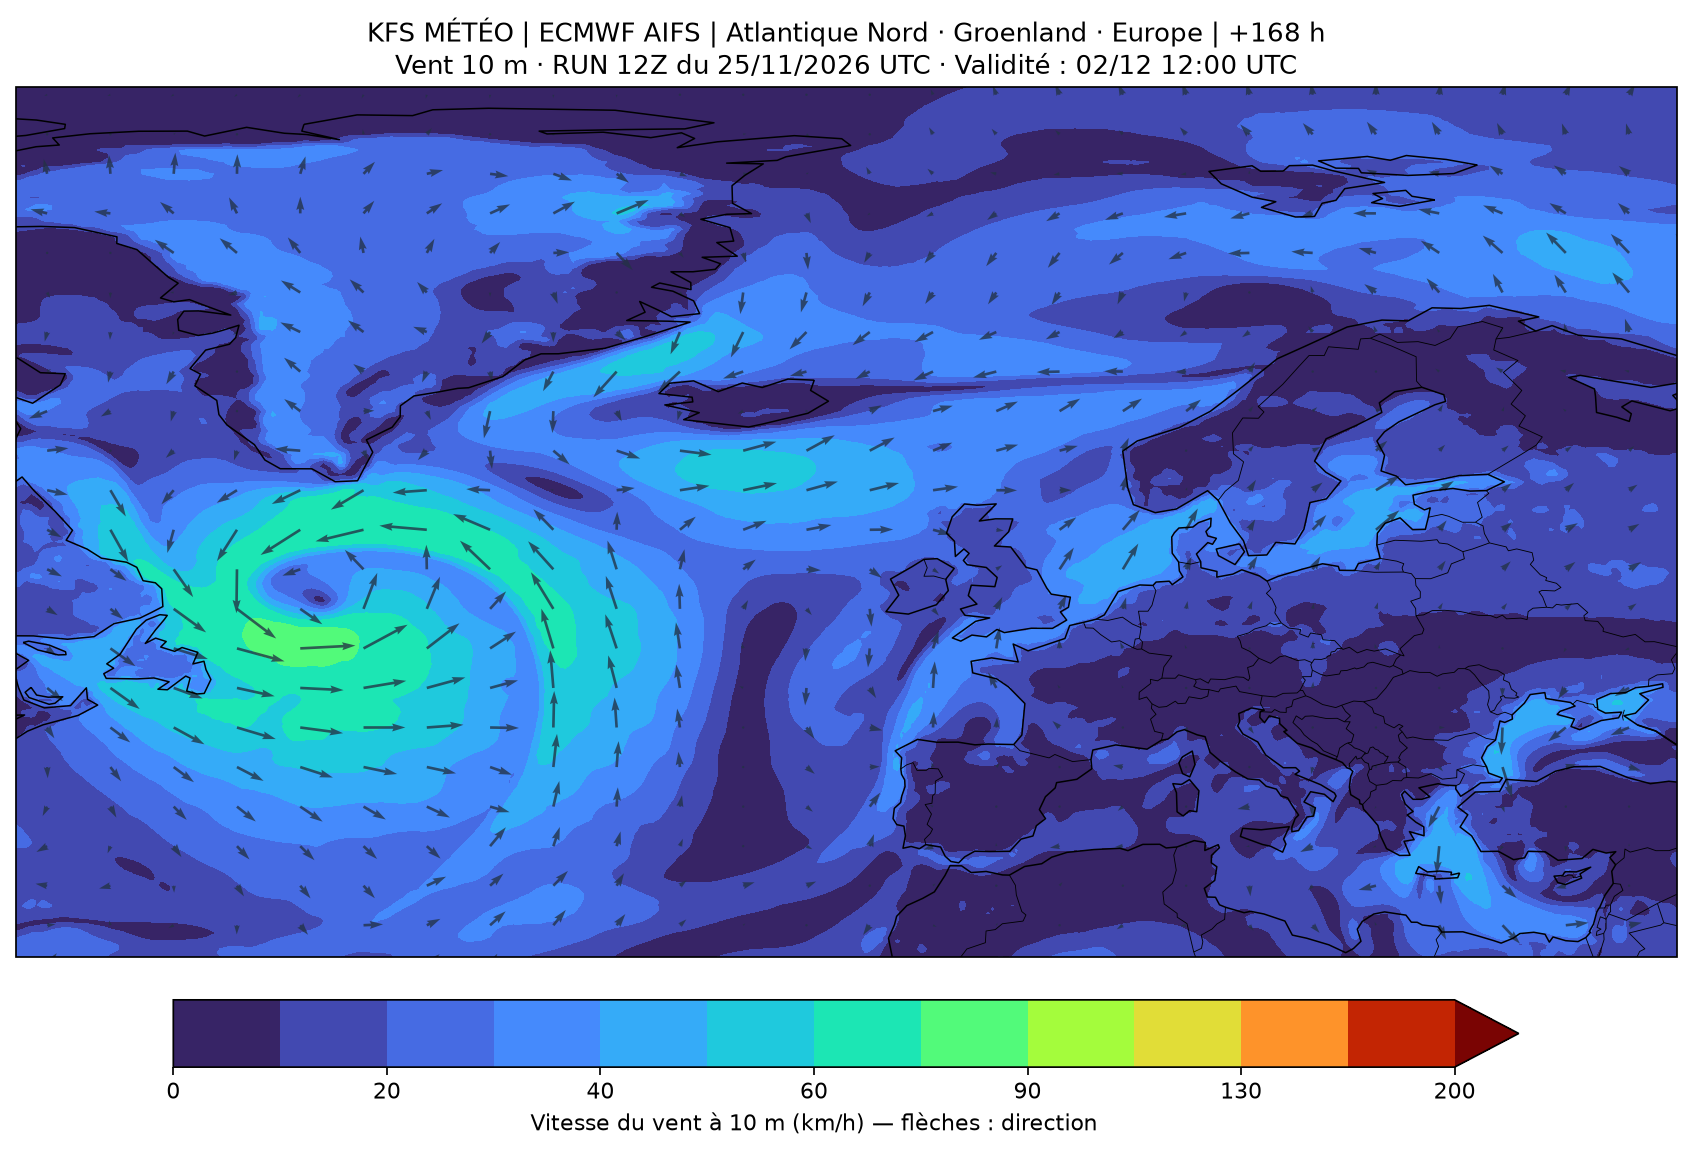 KFS MÉTÉO | ECMWF AIFS | Atlantique Nord · Groenland · Europe | +168 h
Vent 10 m · RUN 12Z du 25/11/2026 UTC · Validité : 02/12 12:00 UTC
0 20 40 60 90 130 200
Vitesse du vent à 10 m (km/h) — flèches : direction